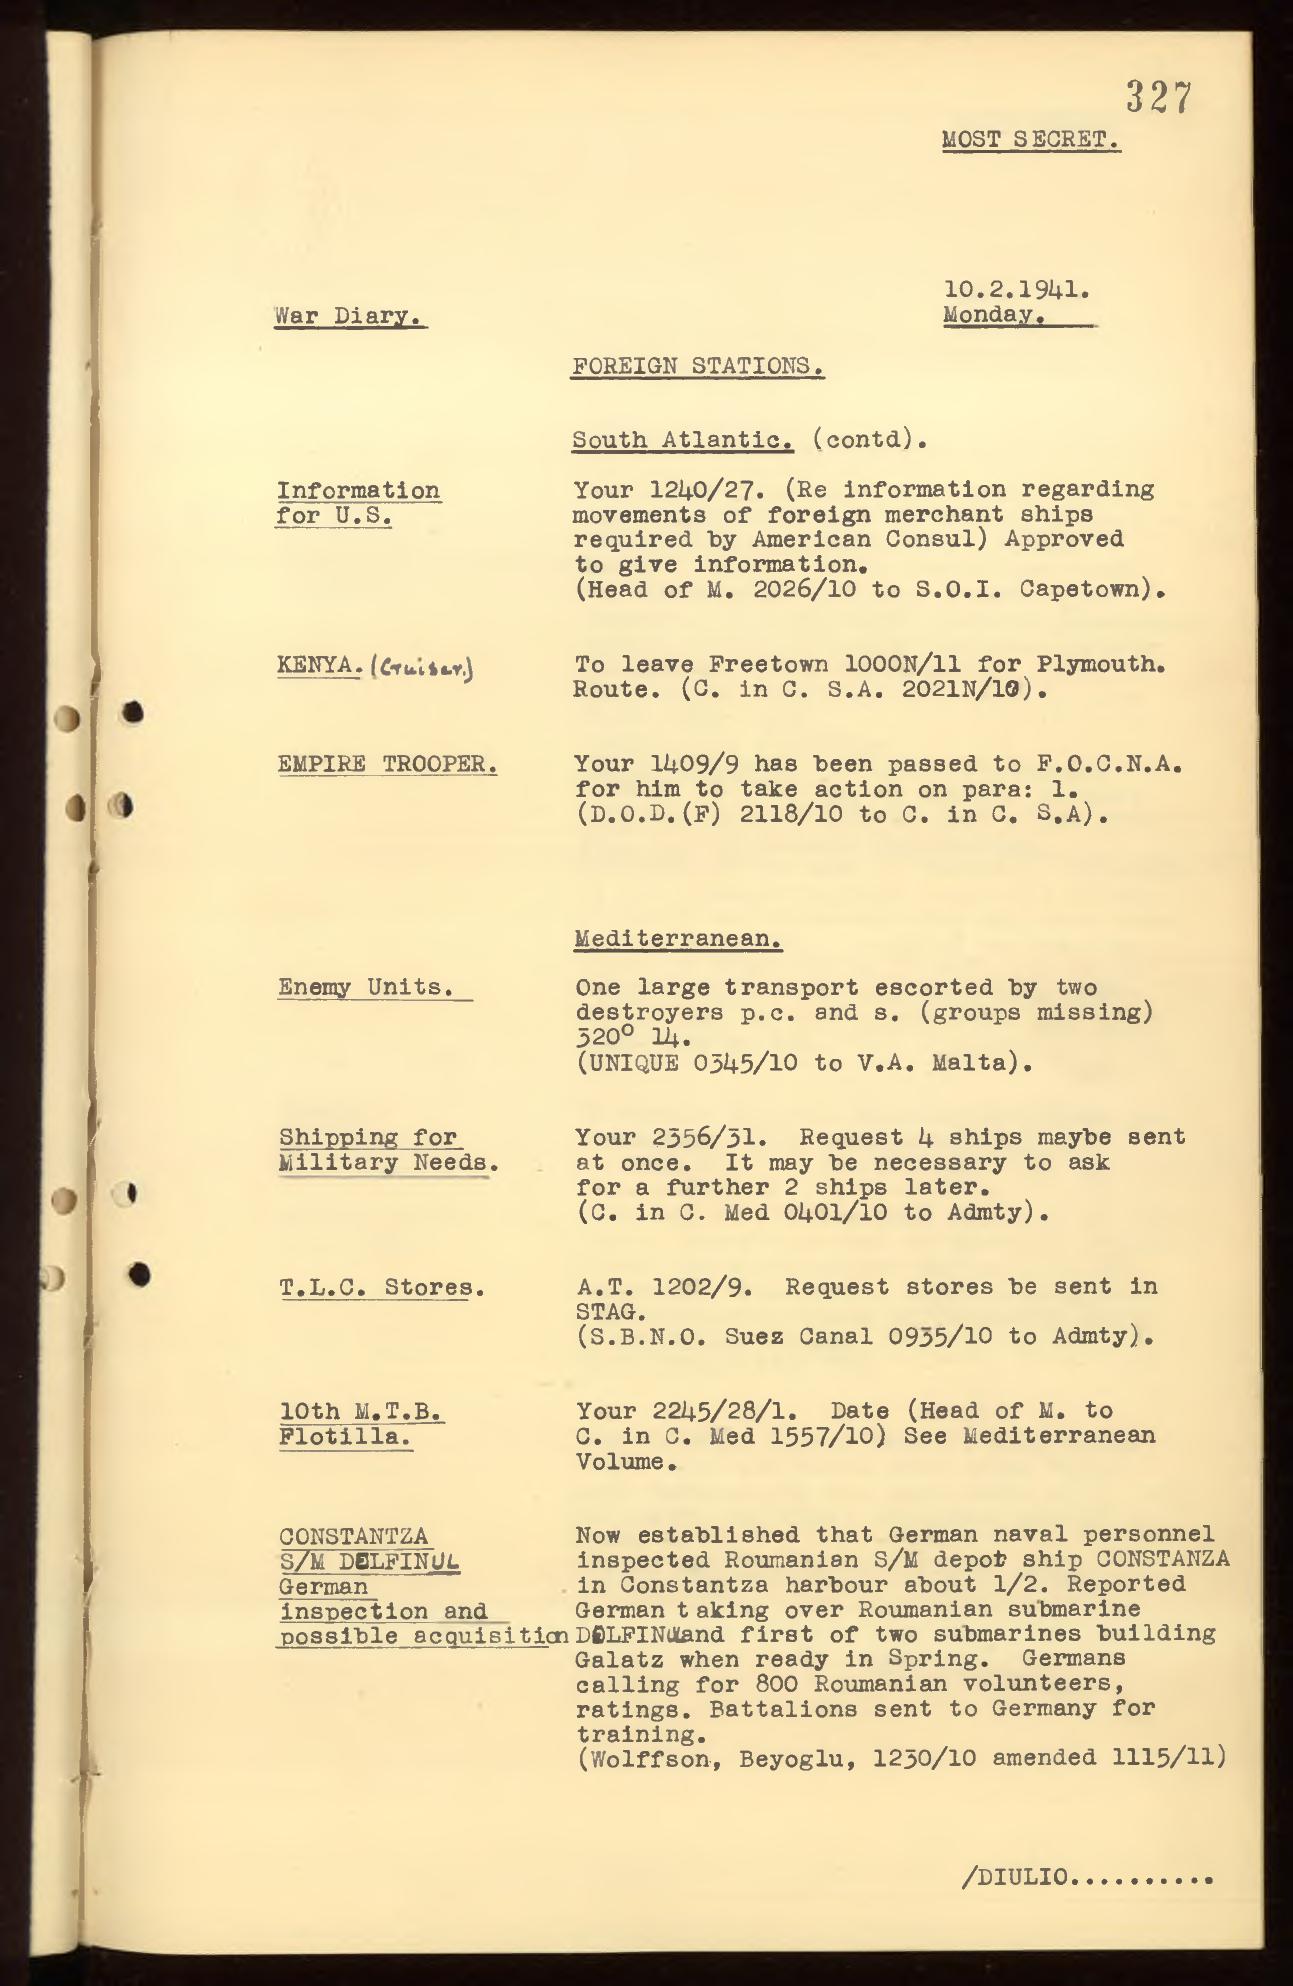 327
MOST SECRET.
10.2.1941.
War Diary.
Monday.
FOREIGN STATIONS.
South Atlantic. (contd).
Information
for U.S.
Your 1240/27. (Re information regarding
movements of foreign merchant ships
required by American Consul) Approved
to give information.
(Head of M. 2026/10 to S.O.I. Capetown).
KENYA. (Cruiser.)
To leave Freetown 1000N/11 for Plymouth.
Route. (C. in C. S.A. 2021N/10).
EMPIRE TROOPER.
Your 1409/9 has been passed to F.O.C.N.A.
for him to take action on para: 1.
(D.O.D.(F) 2118/10 to C. in C. S.A).
Mediterranean.
Enemy Units.
One large transport escorted by two
destroyers p.c. and s. (groups missing)
320° 14.
(UNIQUE 0345/10 to V.A. Malta).
Shipping for
Military Needs.
Your 2356/31. Request 4 ships maybe sent
at once. It may be necessary to ask
for a further 2 ships later.
(C. in C. Med 0401/10 to Admty).
T.L.C. Stores.
A.T. 1202/9. Request stores be sent in
STAG.
(S.B.N.O. Suez Canal 0935/10 to Admty).
10th M.T.B.
Flotilla.
Your 2245/28/1. Date (Head of M. to
C. in C. Med 1557/10) See Mediterranean
Volume.
CONSTANTZA
S/M DELFINUL
German
inspection and
possible acquisition
Now established that German naval personnel
inspected Roumanian S/M depot ship CONSTANZA
in Constantza harbour about 1/2. Reported
German taking over Roumanian submarine
DELFINUL and first of two submarines building
Galatz when ready in Spring. Germans
calling for 800 Roumanian volunteers,
ratings. Battalions sent to Germany for
training.
(Wolffson, Beyoglu, 1230/10 amended 1115/11)
/DIULIO..........